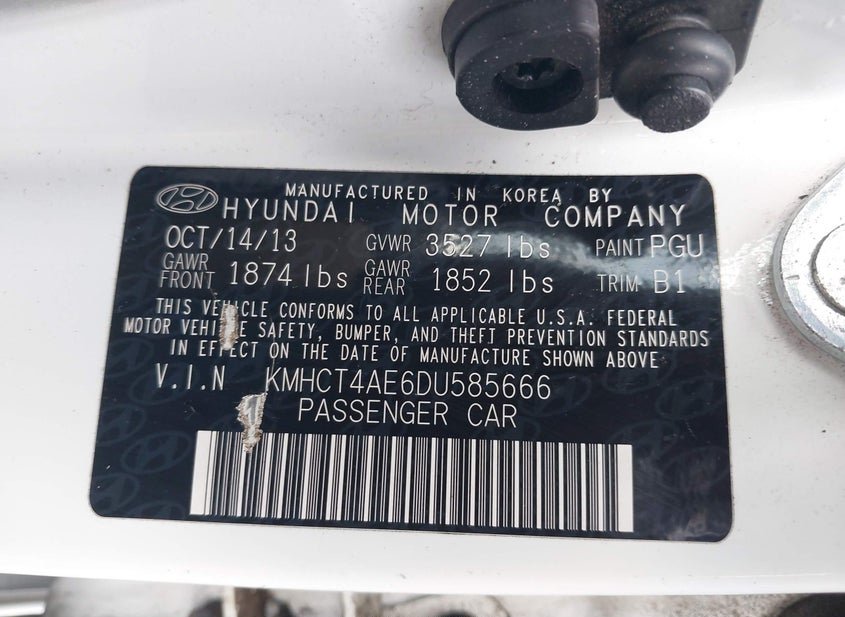 MANUFACTURED IN KOREA BY
HYUNDAI MOTOR COMPANY
OCT/14/13 GVWR 3527 lbs PAINT PGU
GAWR FRONT 1874 lbs GAWR REAR 1852 lbs TRIM B1
THIS VEHICLE CONFORMS TO ALL APPLICABLE U.S.A. FEDERAL
MOTOR VEHICLE SAFETY, BUMPER, AND THEFT PREVENTION STANDARDS
IN EFFECT ON THE DATE OF MANUFACTURE SHOWN ABOVE
V.I.N KMHCT4AE6DU585666
PASSENGER CAR